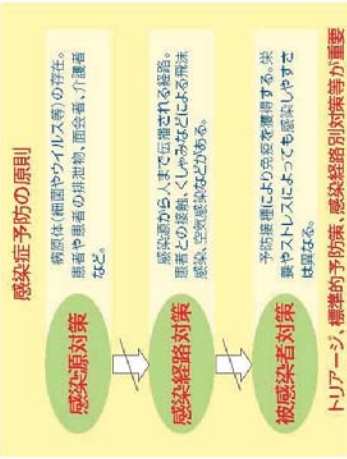 感染症予防の原則
感染源対策
病原体(細菌やウイルス等)の存在。
患者や患者の排泄物、面会者、介護者
など。
感染経路対策
感染源から人まで伝播される経路。
患者との接触、くしゃみなどによる飛沫
感染、空気感染などがある。
被感染者対策
予防接種により免疫を獲得する。栄
養やストレスによっても感染しやすさ
は異なる。
トリアージ、標準的予防策、感染経路別対策等が重要